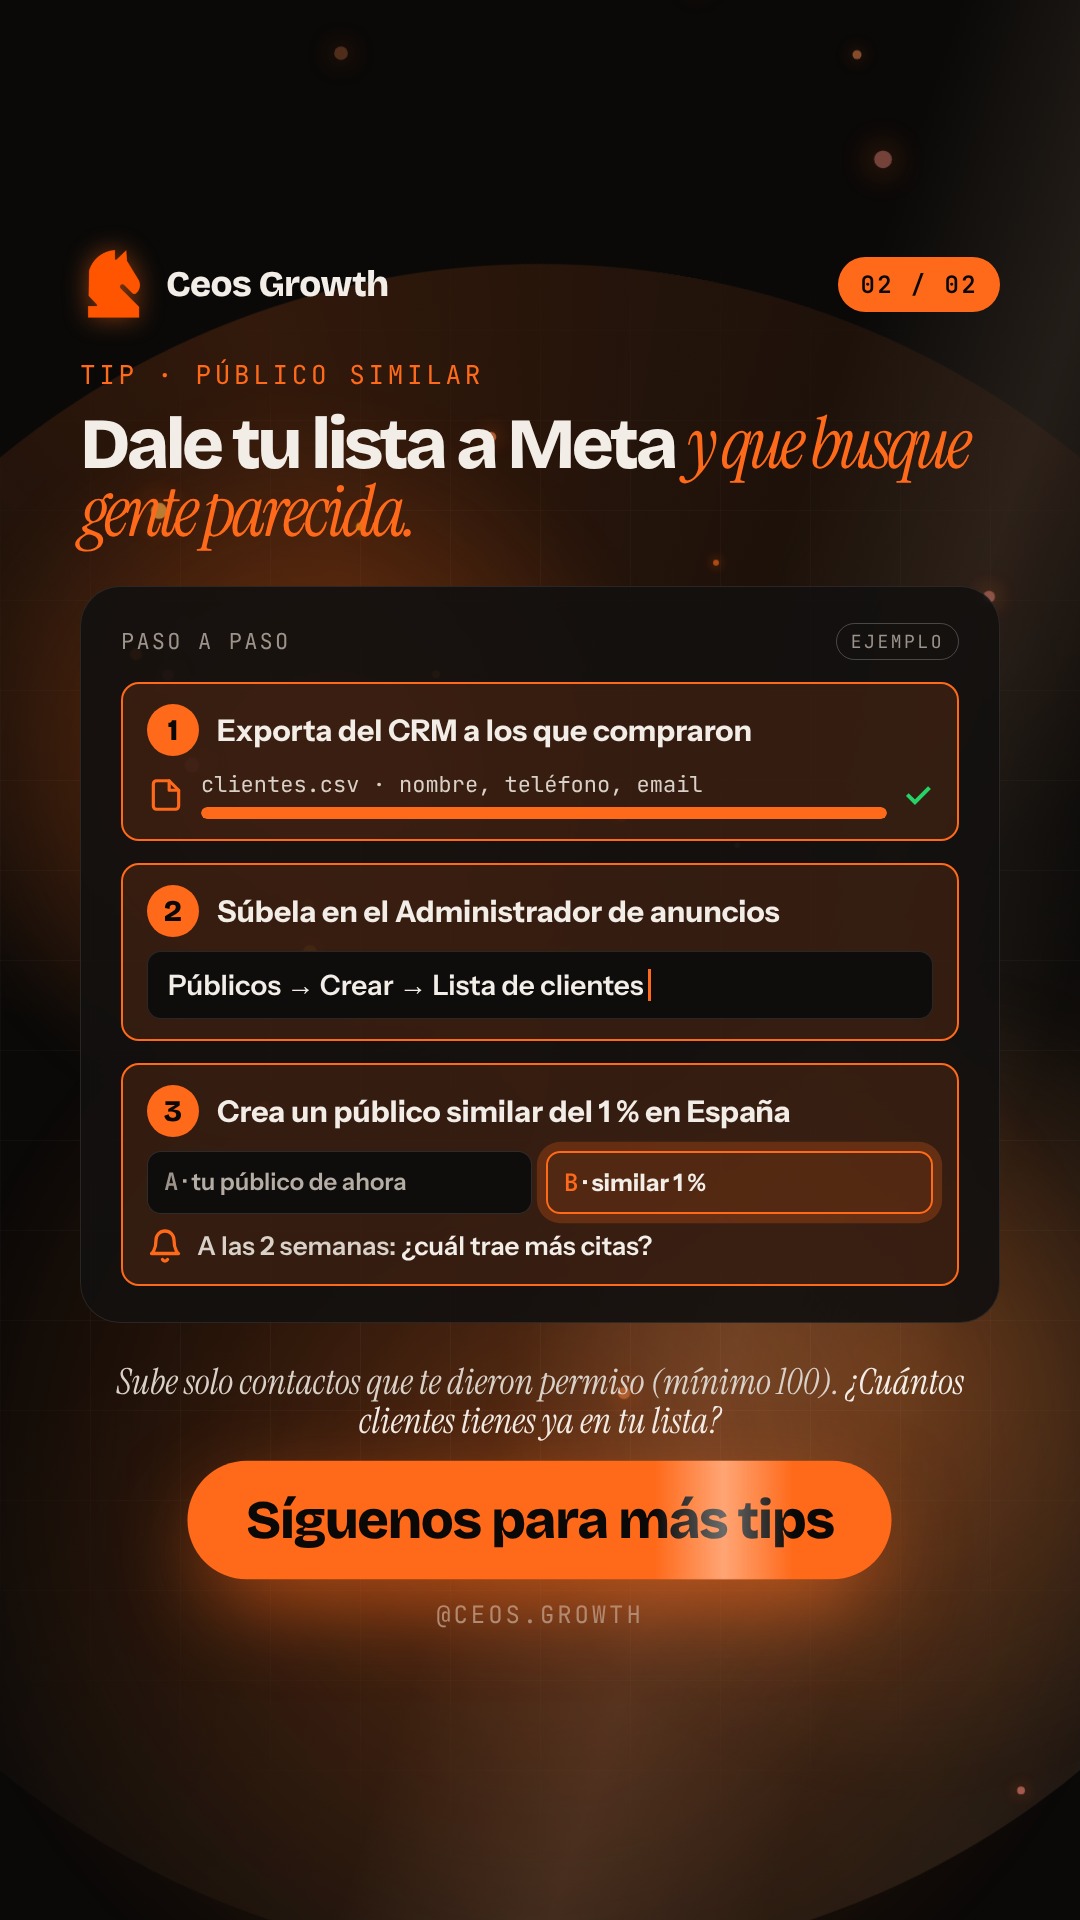 Ceos Growth
02 / 02
TIP · PÚBLICO SIMILAR
Dale tu lista a Meta y que busque
gente parecida.
PASO A PASO
EJEMPLO
1 Exporta del CRM a los que compraron
clientes.csv · nombre, teléfono, email
2 Súbela en el Administrador de anuncios
Públicos → Crear → Lista de clientes
3 Crea un público similar del 1 % en España
A · tu público de ahora
B · similar 1 %
A las 2 semanas: ¿cuál trae más citas?
Sube solo contactos que te dieron permiso (mínimo 100). ¿Cuántos
clientes tienes ya en tu lista?
Síguenos para más tips
@CEOS.GROWTH